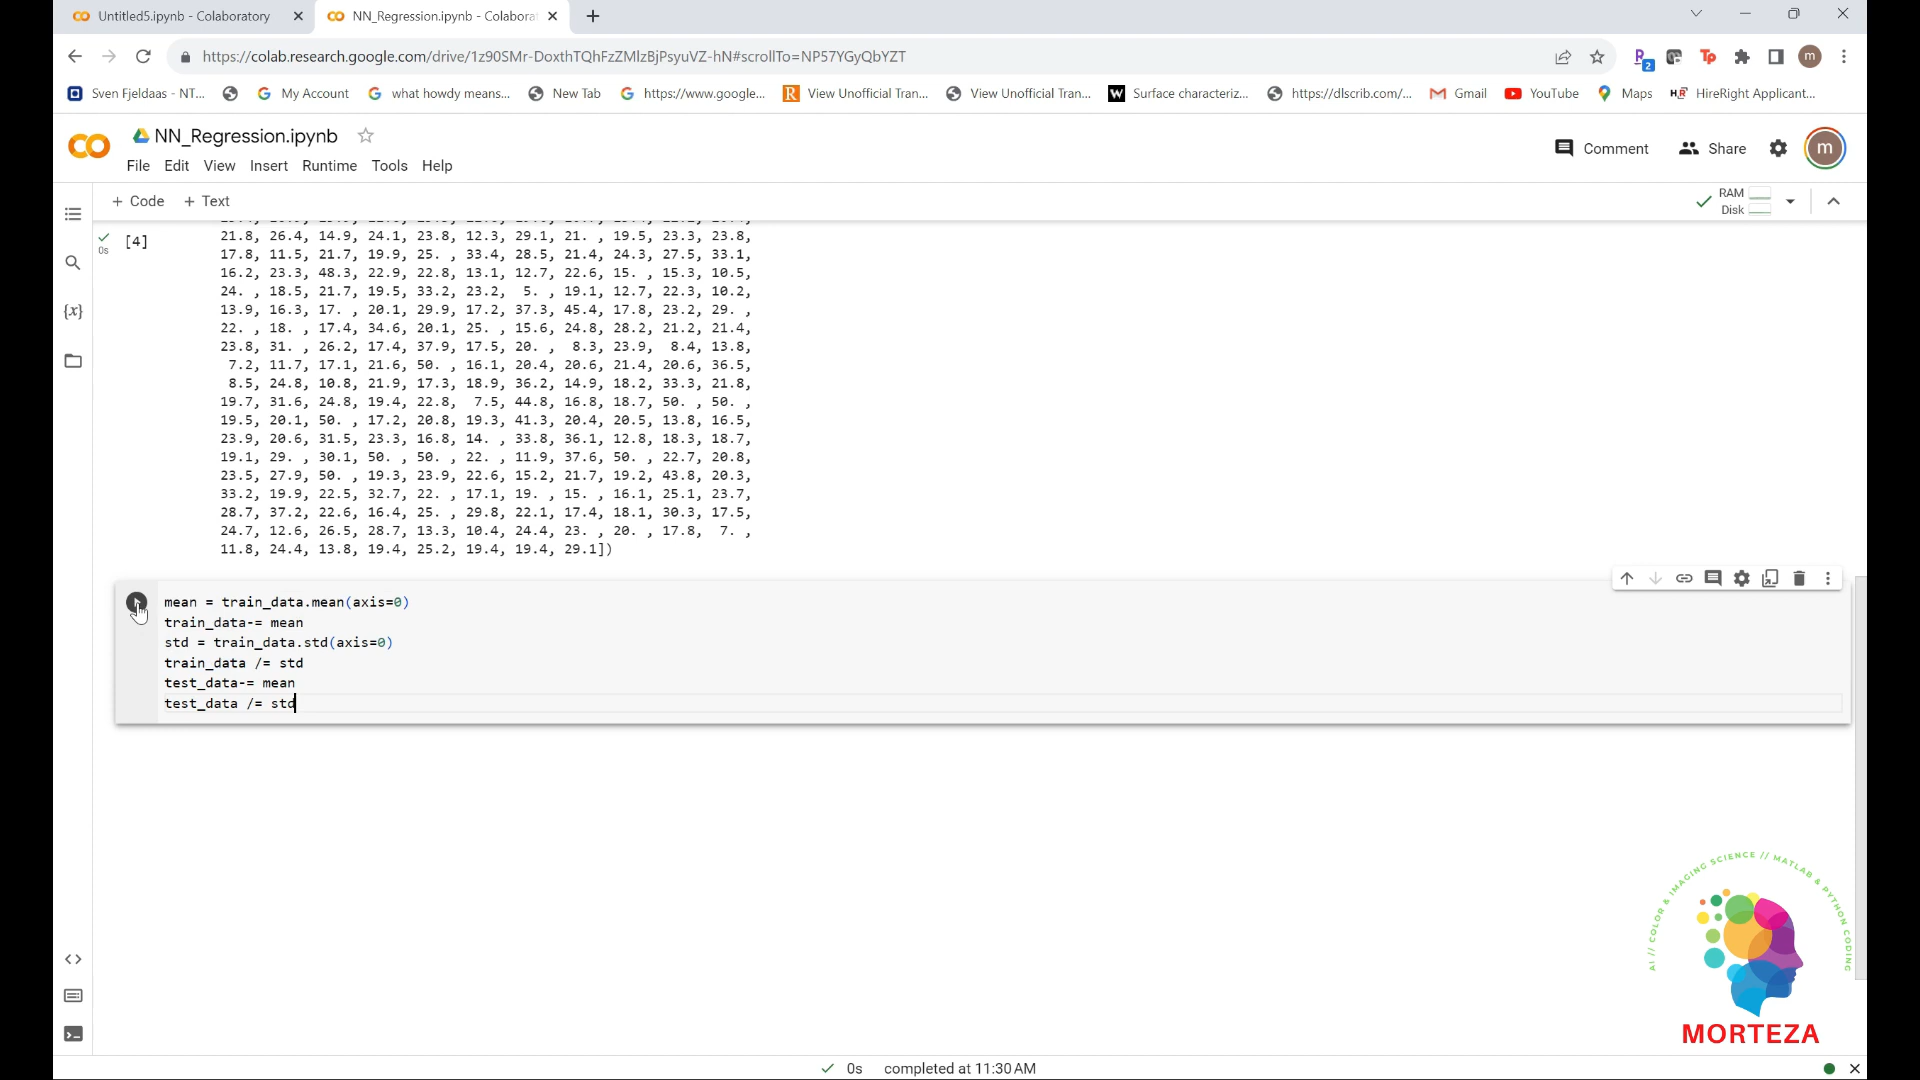 Untitled5.ipynb - Colaboratory
NN_Regression.ipynb - Colabora
https://colab.research.google.com/drive/1z90SMr-DoxthTQhFzZMlzBjPsyuVZ-hN#scrollTo=NP57YGyQbYZT
2
Tp
m
Sven Fjeldaas - NT...
My Account
what howdy means...
New Tab
https://www.google...
View Unofficial Tran...
View Unofficial Tran...
Surface characteriz...
https://dlscrib.com/...
Gmail
YouTube
Maps
HireRight Applicant...
NN_Regression.ipynb
Comment
Share
m
File Edit View Insert Runtime Tools Help
+ Code + Text
RAM
Disk
0s
[4]
21.8, 26.4, 14.9, 24.1, 23.8, 12.3, 29.1, 21. , 19.5, 23.3, 23.8,
17.8, 11.5, 21.7, 19.9, 25. , 33.4, 28.5, 21.4, 24.3, 27.5, 33.1,
16.2, 23.3, 48.3, 22.9, 22.8, 13.1, 12.7, 22.6, 15. , 15.3, 10.5,
24. , 18.5, 21.7, 19.5, 33.2, 23.2, 5. , 19.1, 12.7, 22.3, 10.2,
13.9, 16.3, 17. , 20.1, 29.9, 17.2, 37.3, 45.4, 17.8, 23.2, 29. ,
22. , 18. , 17.4, 34.6, 20.1, 25. , 15.6, 24.8, 28.2, 21.2, 21.4,
23.8, 31. , 26.2, 17.4, 37.9, 17.5, 20. , 8.3, 23.9, 8.4, 13.8,
7.2, 11.7, 17.1, 21.6, 50. , 16.1, 20.4, 20.6, 21.4, 20.6, 36.5,
8.5, 24.8, 10.8, 21.9, 17.3, 18.9, 36.2, 14.9, 18.2, 33.3, 21.8,
19.7, 31.6, 24.8, 19.4, 22.8, 7.5, 44.8, 16.8, 18.7, 50. , 50. ,
19.5, 20.1, 50. , 17.2, 20.8, 19.3, 41.3, 20.4, 20.5, 13.8, 16.5,
23.9, 20.6, 31.5, 23.3, 16.8, 14. , 33.8, 36.1, 12.8, 18.3, 18.7,
19.1, 29. , 30.1, 50. , 50. , 22. , 11.9, 37.6, 50. , 22.7, 20.8,
23.5, 27.9, 50. , 19.3, 23.9, 22.6, 15.2, 21.7, 19.2, 43.8, 20.3,
33.2, 19.9, 22.5, 32.7, 22. , 17.1, 19. , 15. , 16.1, 25.1, 23.7,
28.7, 37.2, 22.6, 16.4, 25. , 29.8, 22.1, 17.4, 18.1, 30.3, 17.5,
24.7, 12.6, 26.5, 28.7, 13.3, 10.4, 24.4, 23. , 20. , 17.8, 7. ,
11.8, 24.4, 13.8, 19.4, 25.2, 19.4, 19.4, 29.1])
mean = train_data.mean(axis=0)
train_data-= mean
std = train_data.std(axis=0)
train_data /= std
test_data-= mean
test_data /= std
AI // COLOR & IMAGING SCIENCE // MATLAB & PYTHON CODING
MORTEZA
0s completed at 11:30 AM